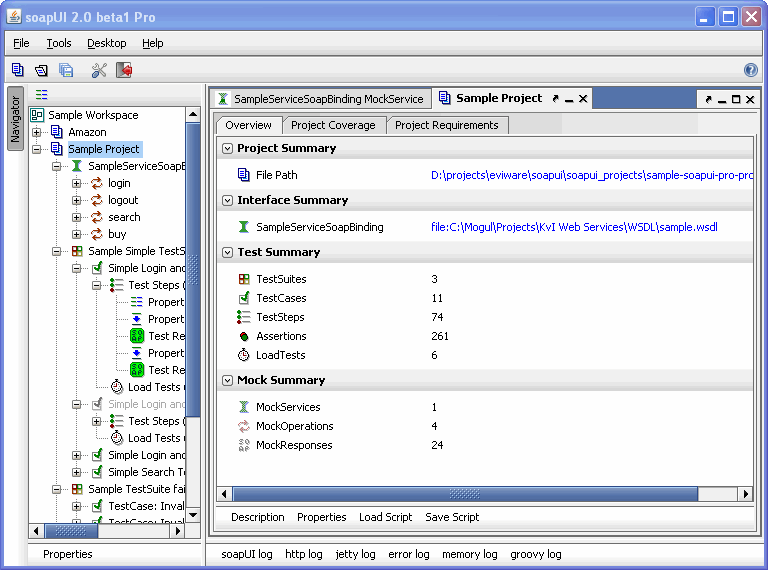 soapUI 2.0 beta1 Pro
File Tools Desktop Help
Navigator
Sample Workspace
Amazon
Sample Project
SampleServiceSoapB
login
logout
search
buy
Sample Simple TestS
Simple Login and
Test Steps (
Propert
Propert
Test Re
Propert
Test Re
Load Tests (
Simple Login and
Test Steps (
Load Tests (
Simple Login and
Simple Search T
Sample TestSuite fai
TestCase: Inval
TestCase: Inval
Properties
SampleServiceSoapBinding MockService
Sample Project
Overview Project Coverage Project Requirements
Project Summary
File Path D:\projects\eviware\soapui\soapui_projects\sample-soapui-pro-pro
Interface Summary
SampleServiceSoapBinding file:C:\Mogul\Projects\KvI Web Services\WSDL\sample.wsdl
Test Summary
TestSuites 3
TestCases 11
TestSteps 74
Assertions 261
LoadTests 6
Mock Summary
MockServices 1
MockOperations 4
MockResponses 24
Description Properties Load Script Save Script
soapUI log http log jetty log error log memory log groovy log